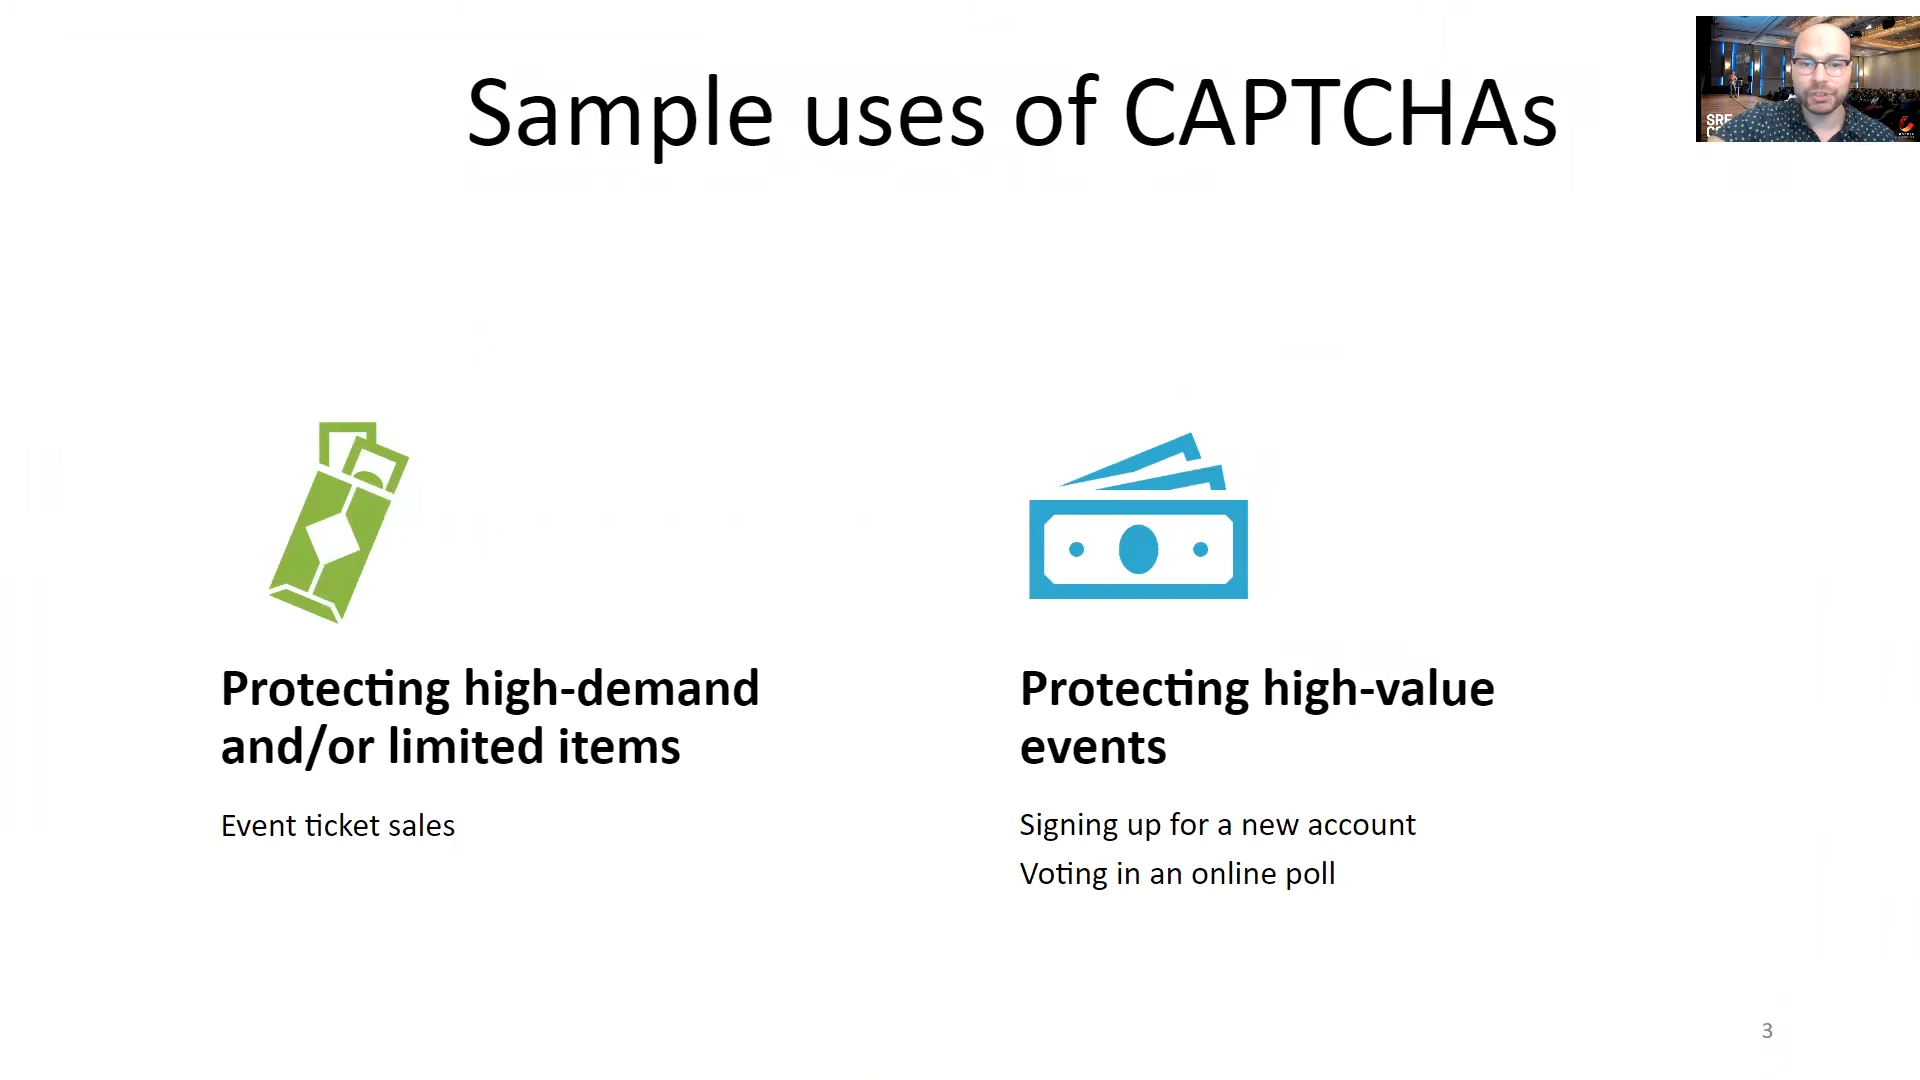 Sample uses of CAPTCHAs
SRE
Protecting high-demand
and/or limited items
Event ticket sales
Protecting high-value
events
Signing up for a new account
Voting in an online poll
3